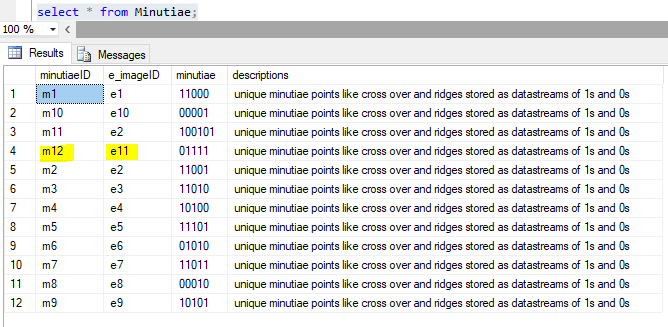 select * from Minutiae;
100 %
Results Messages
minutiaeID e_imageID minutiae descriptions
1 m1 e1 11000 unique minutiae points like cross over and ridges stored as datastreams of 1s and 0s
2 m10 e10 00001 unique minutiae points like cross over and ridges stored as datastreams of 1s and 0s
3 m11 e2 100101 unique minutiae points like cross over and ridges stored as datastreams of 1s and 0s
4 m12 e11 01111 unique minutiae points like cross over and ridges stored as datastreams of 1s and 0s
5 m2 e2 11001 unique minutiae points like cross over and ridges stored as datastreams of 1s and 0s
6 m3 e3 11010 unique minutiae points like cross over and ridges stored as datastreams of 1s and 0s
7 m4 e4 10100 unique minutiae points like cross over and ridges stored as datastreams of 1s and 0s
8 m5 e5 11101 unique minutiae points like cross over and ridges stored as datastreams of 1s and 0s
9 m6 e6 01010 unique minutiae points like cross over and ridges stored as datastreams of 1s and 0s
10 m7 e7 11011 unique minutiae points like cross over and ridges stored as datastreams of 1s and 0s
11 m8 e8 00010 unique minutiae points like cross over and ridges stored as datastreams of 1s and 0s
12 m9 e9 10101 unique minutiae points like cross over and ridges stored as datastreams of 1s and 0s